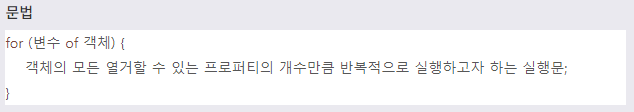 문법
for (변수 of 객체) {
객체의 모든 열거할 수 있는 프로퍼티의 개수만큼 반복적으로 실행하고자 하는 실행문;
}